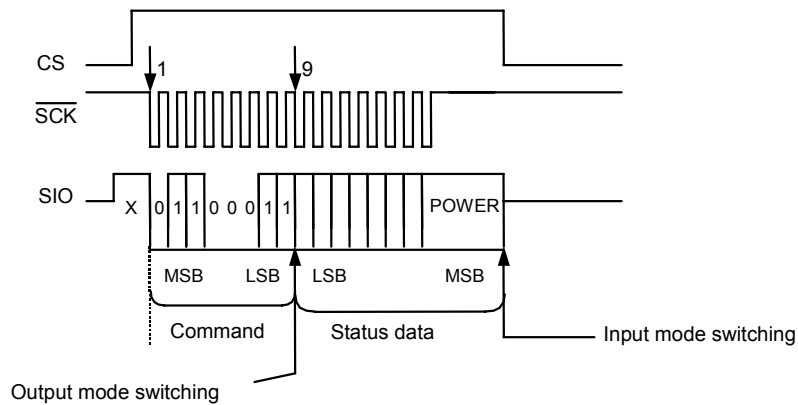 CS
1
9
SCK
SIO
X 0 1 1 0 0 0 1 1 POWER
MSB LSB LSB MSB
Command Status data
Input mode switching
Output mode switching